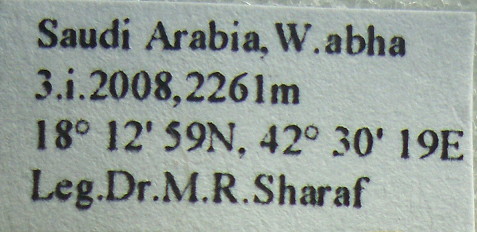 Saudi Arabia,W.abha
3.i.2008,2261m
18° 12' 59N, 42° 30' 19E
Leg.Dr.M.R.Sharaf